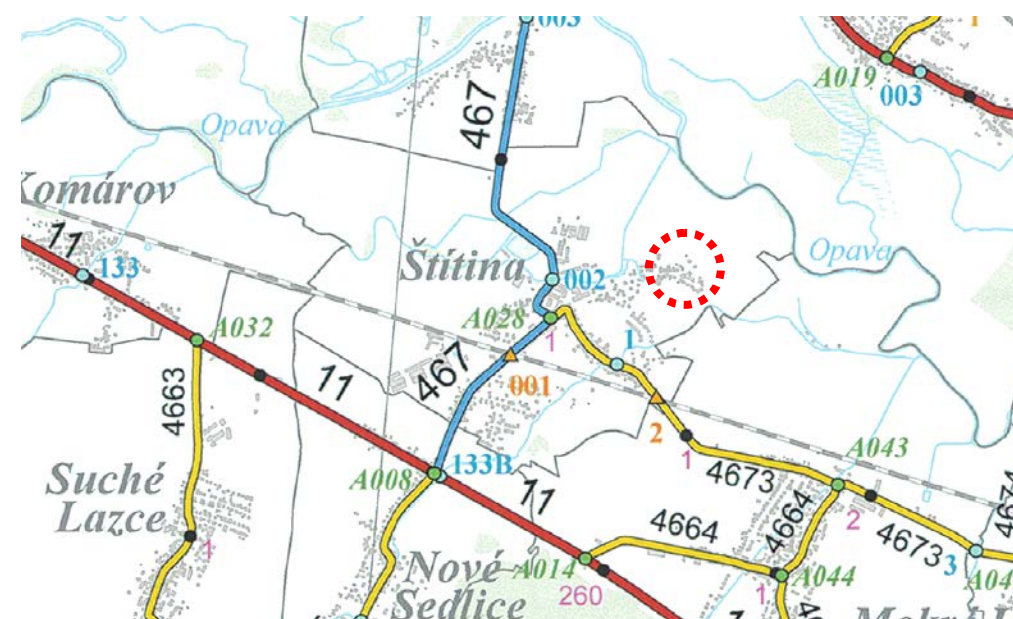 003
1
A019
003
467
Opava
Komárov
11
133
Štítina
002
Opava
A032
A028
1
1
4663
11
467
001
2
1
A043
133B
A008
Suché
Lazce
11
4673
4664
4664
2
4673
4674
3
Nové
Sedlice
A014
260
1
A044